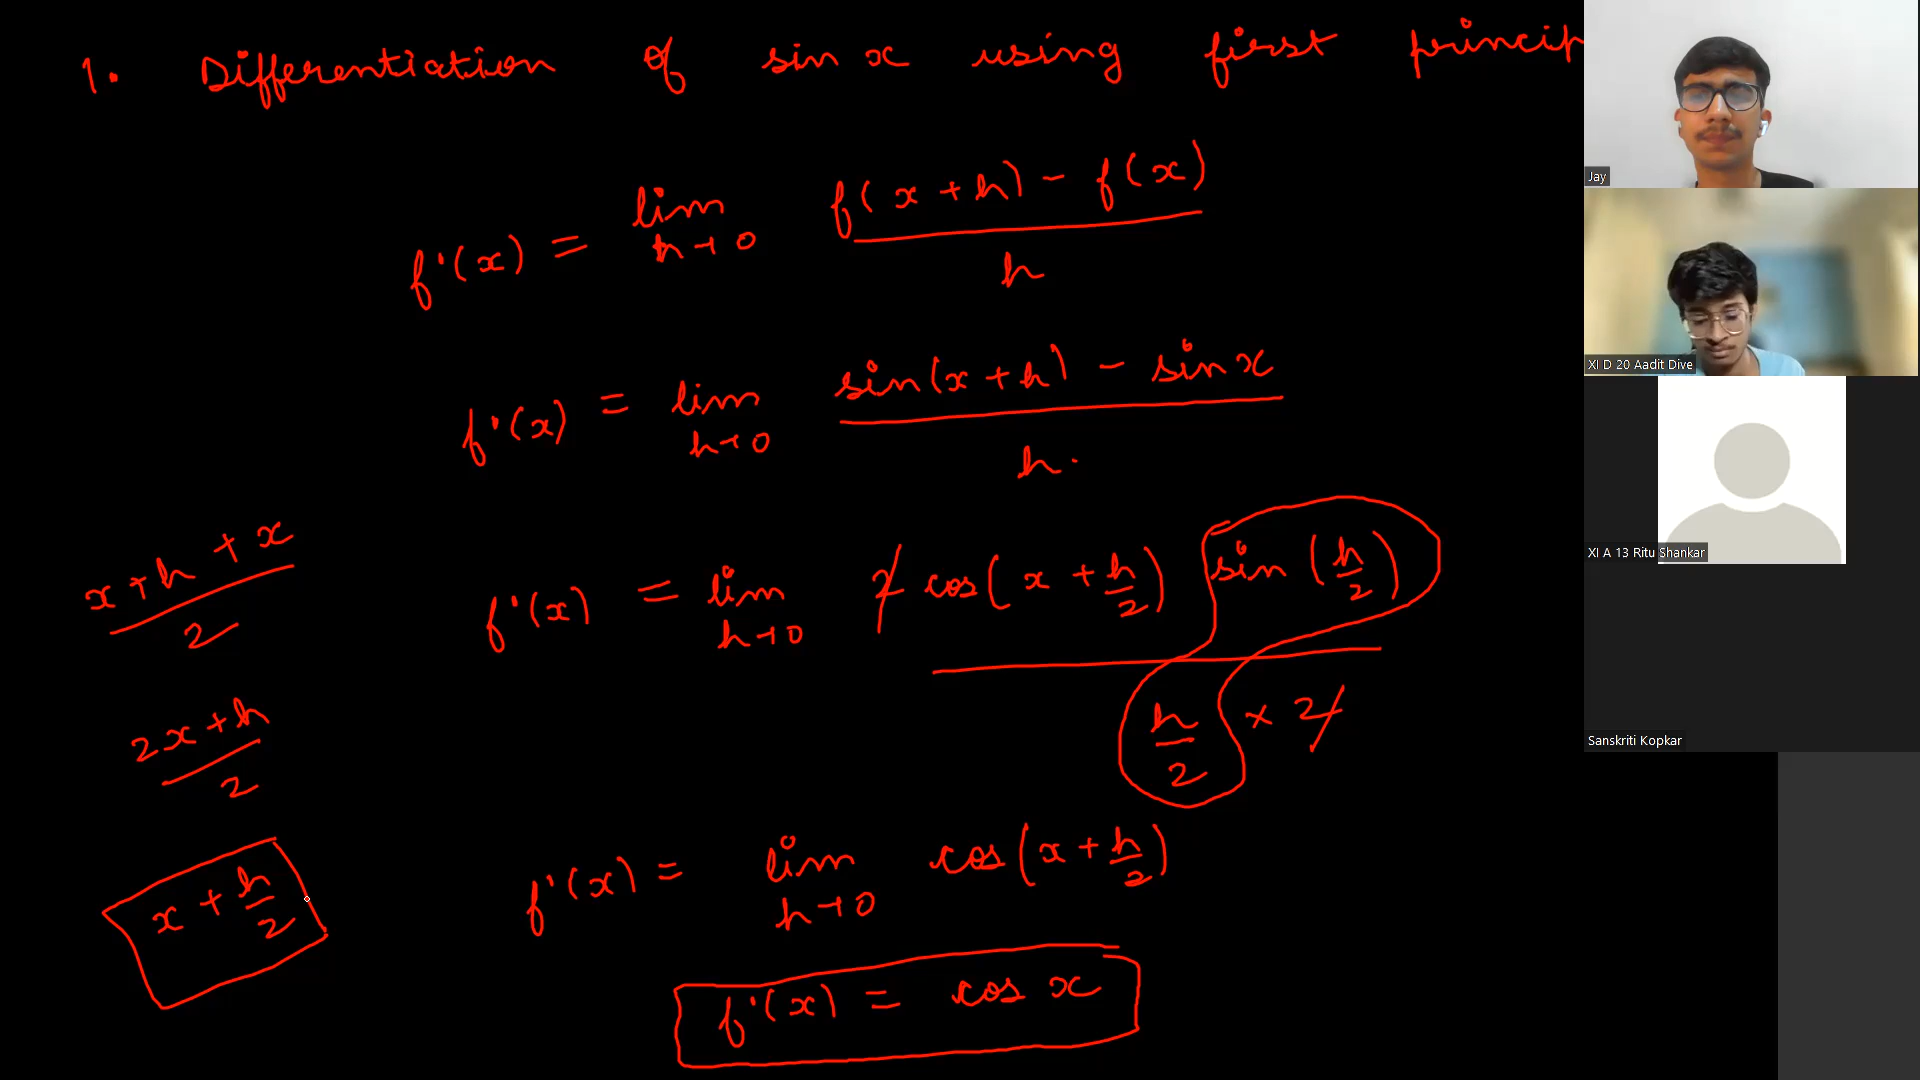 1. Differentiation of sin x using first princip
f'(x) = lim h→0 f(x+h) - f(x) / h
f'(x) = lim h→0 sin(x+h) - sin x / h.
f'(x) = lim h→0 2 cos(x + h/2) sin(h/2) / h/2 × 2
f'(x) = lim h→0 cos(x + h/2)
f'(x) = cos x
x+h+x / 2
2x+h / 2
x + h/2
Jay
XI D 20 Aadit Dive
XI A 13 Ritu Shankar
Sanskriti Kopkar